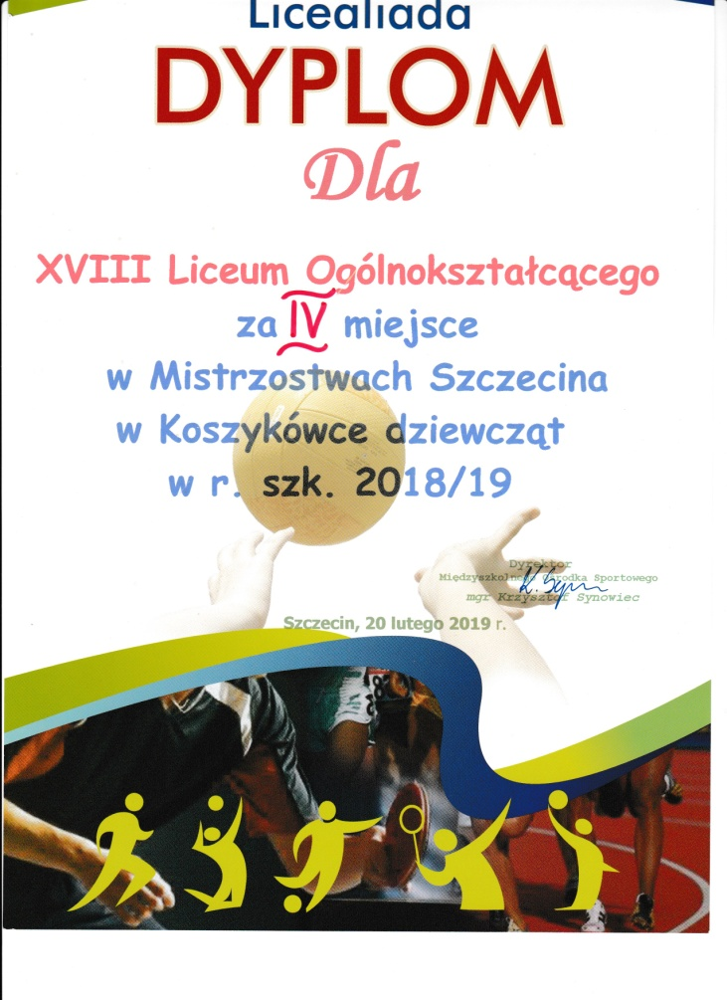 Licealiada
DYPLOM
Dla
XVIII Liceum Ogólnokształcącego
za IV miejsce
w Mistrzostwach Szczecina
w Koszykówce dziewcząt
w r. szk. 2018/19
Dyrektor
Międzyszkolnego Ośrodka Sportowego
mgr Krzysztof Synowiec
Szczecin, 20 lutego 2019 r.